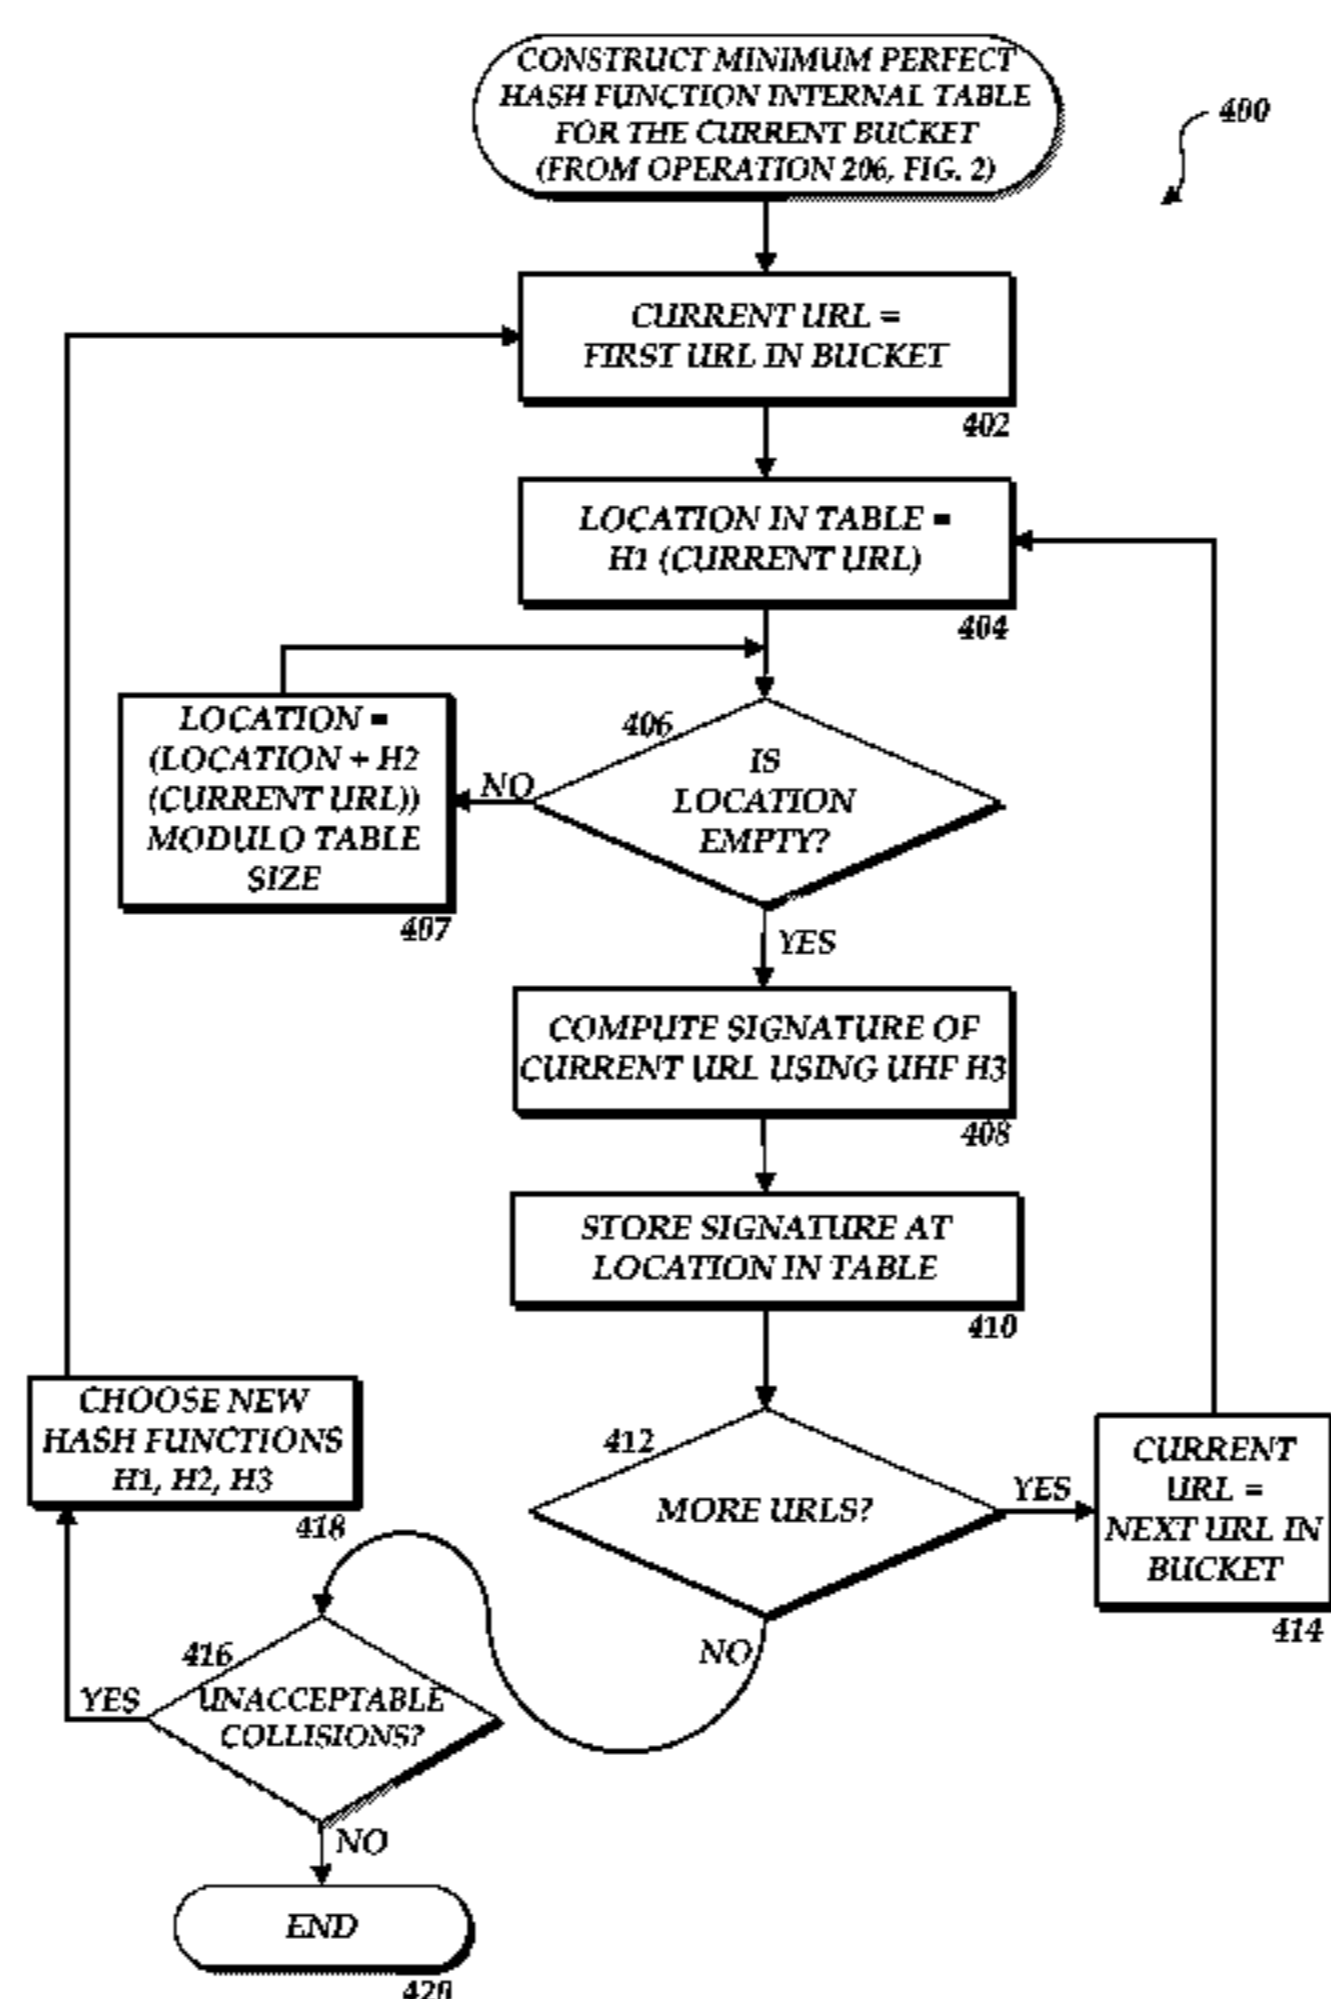 CONSTRUCT MINIMUM PERFECT
HASH FUNCTION INTERNAL TABLE
FOR THE CURRENT BUCKET
(FROM OPERATION 206, FIG. 2)
400
CURRENT URL =
FIRST URL IN BUCKET
402
LOCATION IN TABLE =
H1 (CURRENT URL)
404
LOCATION =
(LOCATION + H2
(CURRENT URL))
MODULO TABLE
SIZE
407
406
IS
LOCATION
EMPTY?
NO
YES
COMPUTE SIGNATURE OF
CURRENT URL USING UHF H3
408
STORE SIGNATURE AT
LOCATION IN TABLE
410
412
MORE URLS?
YES
NO
CURRENT
URL =
NEXT URL IN
BUCKET
414
CHOOSE NEW
HASH FUNCTIONS
H1, H2, H3
418
416
UNACCEPTABLE
COLLISIONS?
YES
NO
END
420